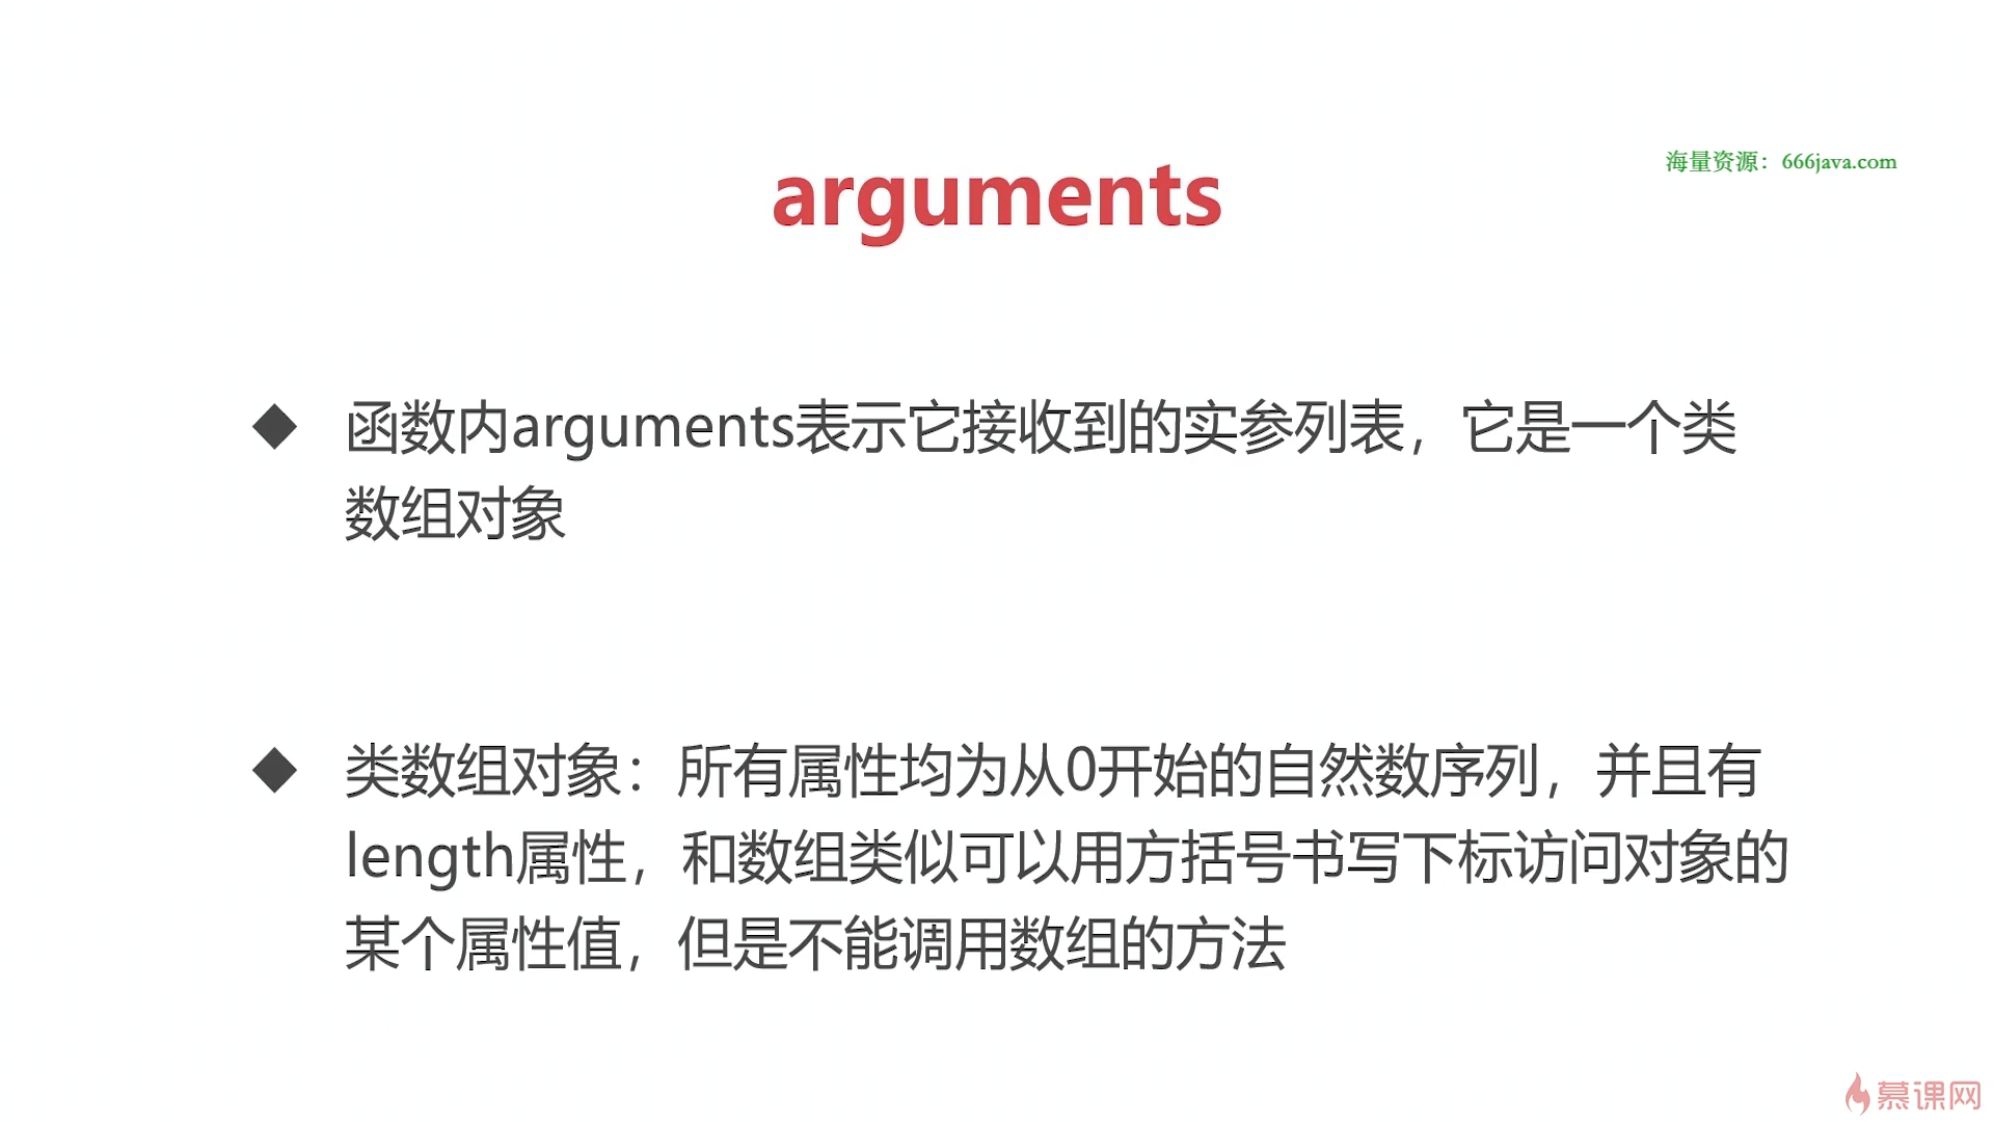 海量资源：666java.com
arguments
◆ 函数内arguments表示它接收到的实参列表，它是一个类
数组对象
◆ 类数组对象：所有属性均为从0开始的自然数序列，并且有
length属性，和数组类似可以用方括号书写下标访问对象的
某个属性值，但是不能调用数组的方法
慕课网